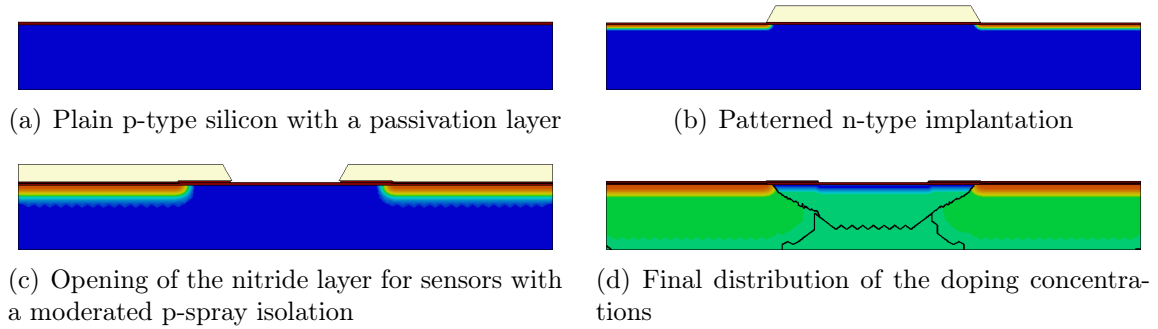 (a) Plain p-type silicon with a passivation layer
(b) Patterned n-type implantation
(c) Opening of the nitride layer for sensors with
a moderated p-spray isolation
(d) Final distribution of the doping concentra-
tions